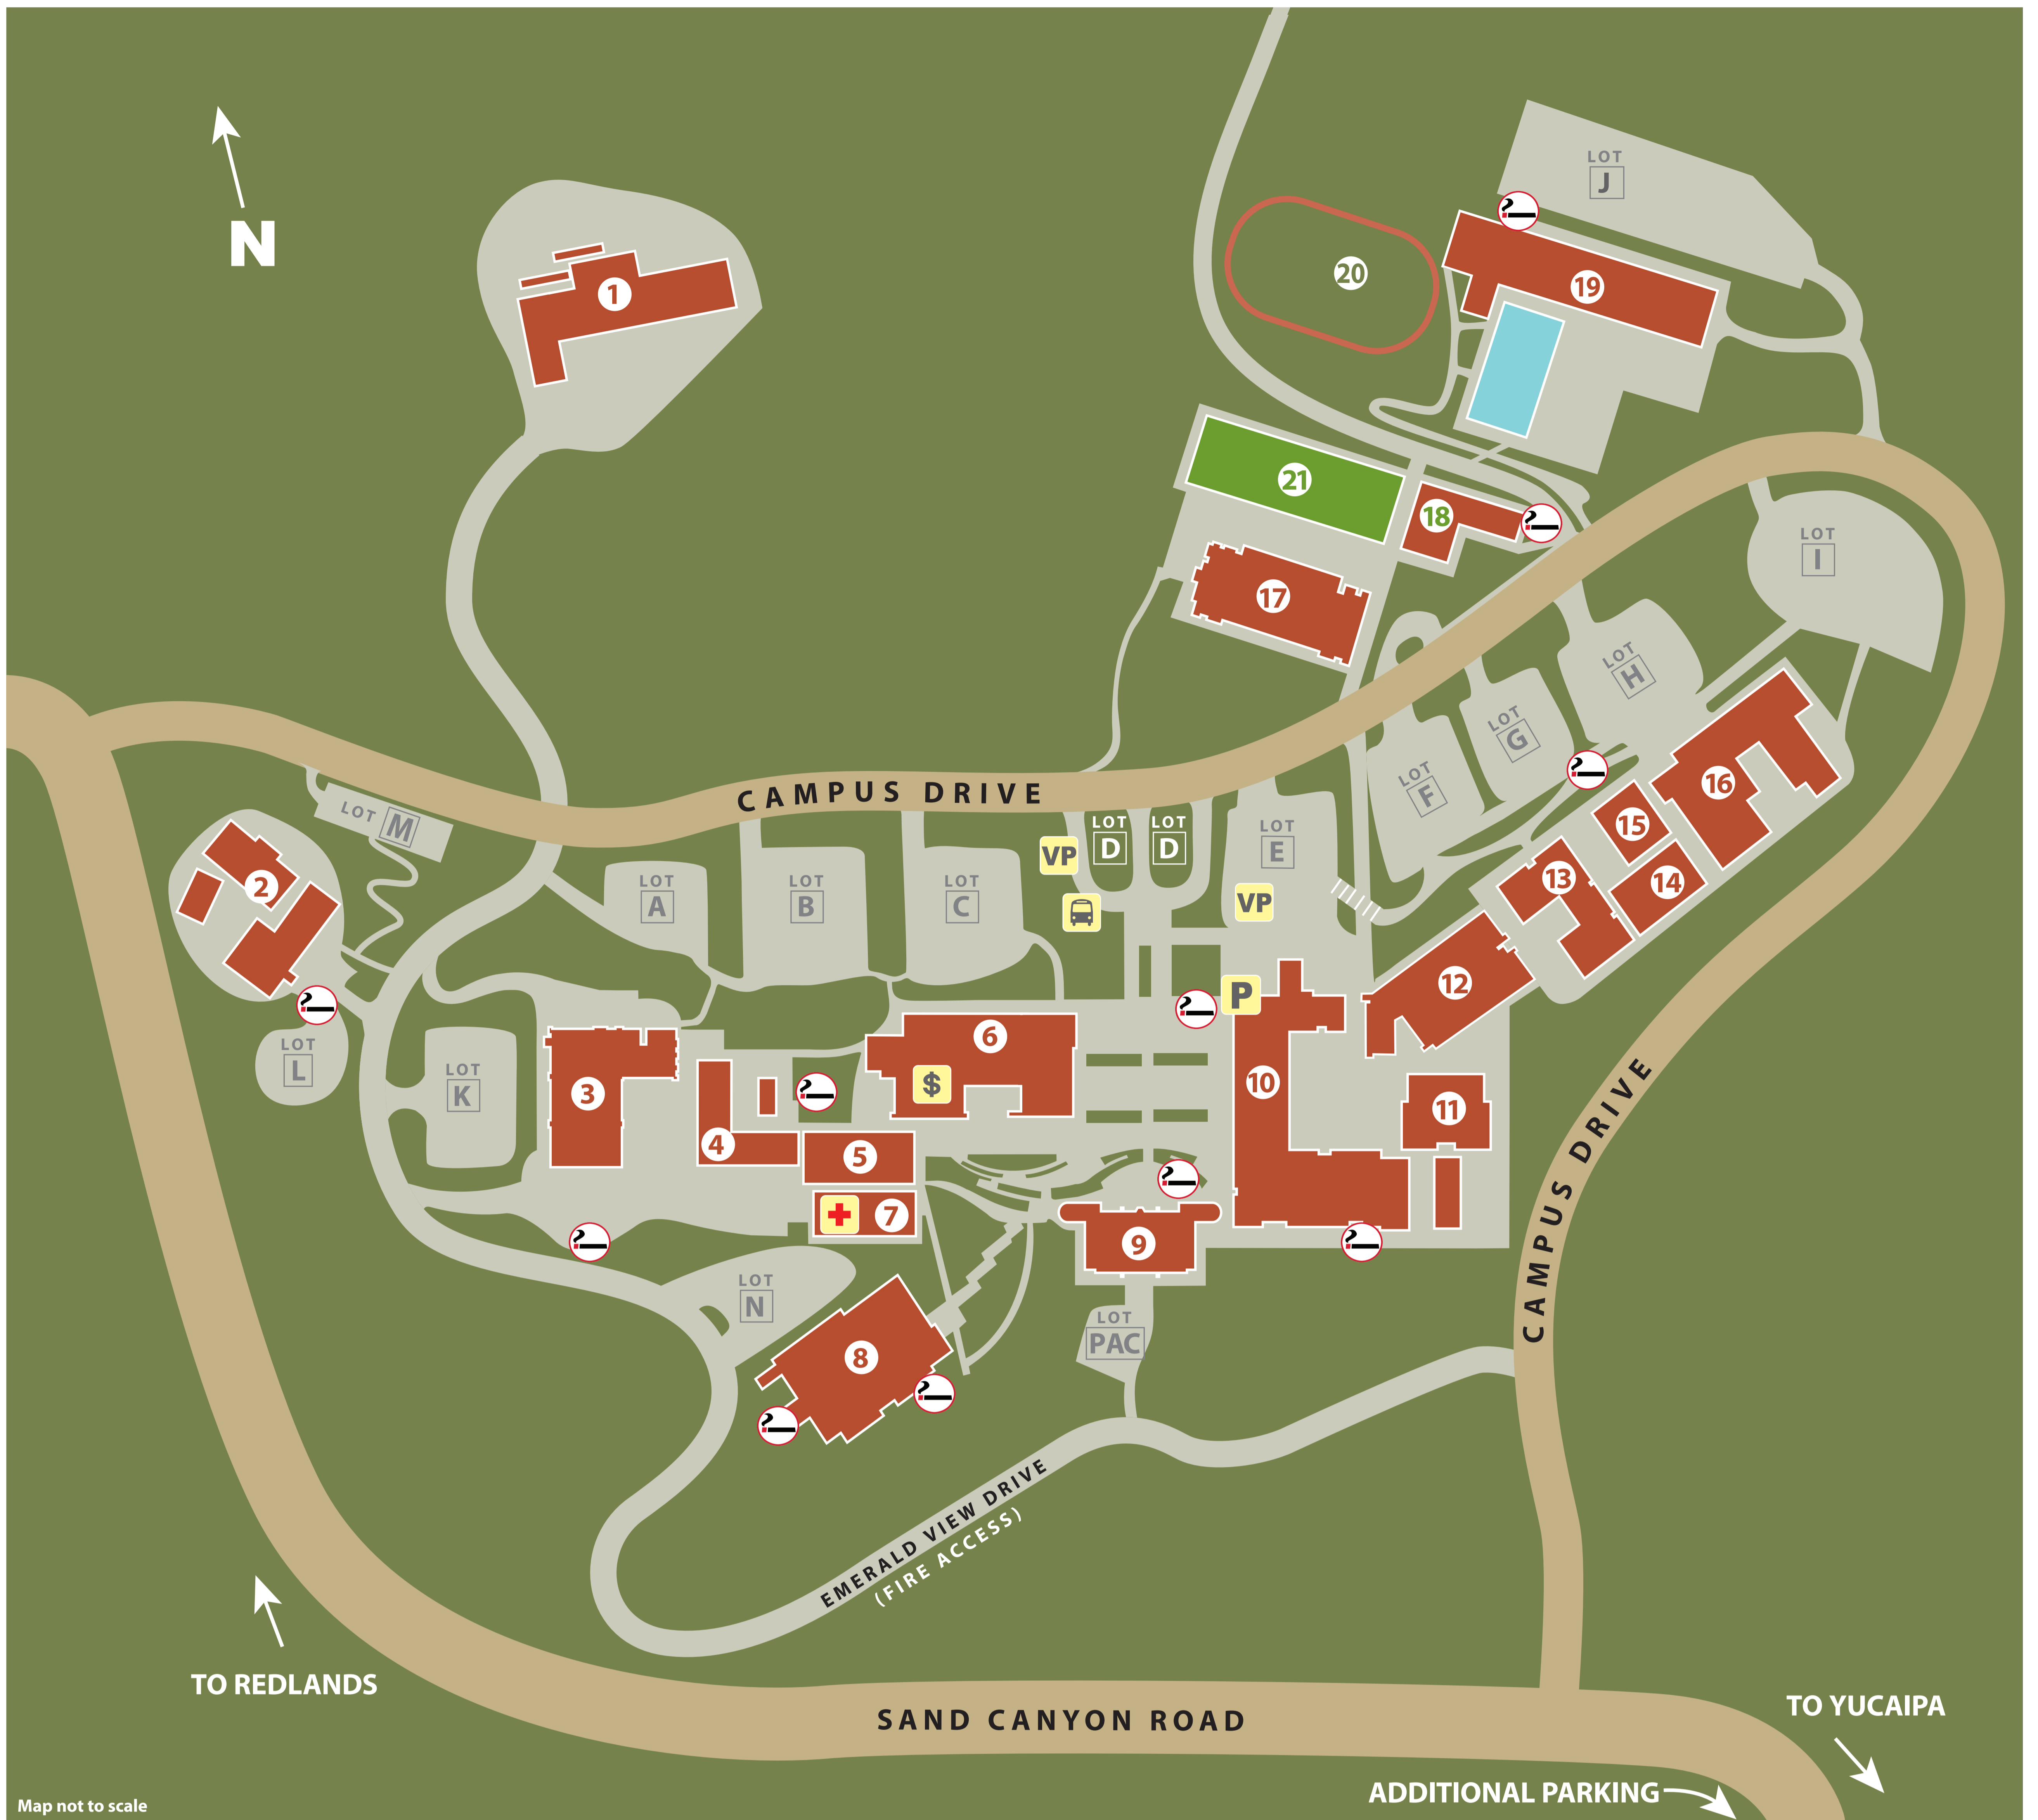 N
1
LOT
J
20
19
21
18
17
LOT
I
LOT
H
LOT
G
LOT
F
16
15
14
13
12
CAMPUS DRIVE
LOT M
2
LOT
A
LOT
B
LOT
C
VP
LOT
D
LOT
D
LOT
E
VP
P
LOT
L
LOT
K
3
4
5
6
$
7
8
9
10
11
LOT
N
LOT
PAC
CAMPUS DRIVE
EMERALD VIEW DRIVE
(FIRE ACCESS)
TO REDLANDS
SAND CANYON ROAD
TO YUCAIPA
ADDITIONAL PARKING
Map not to scale